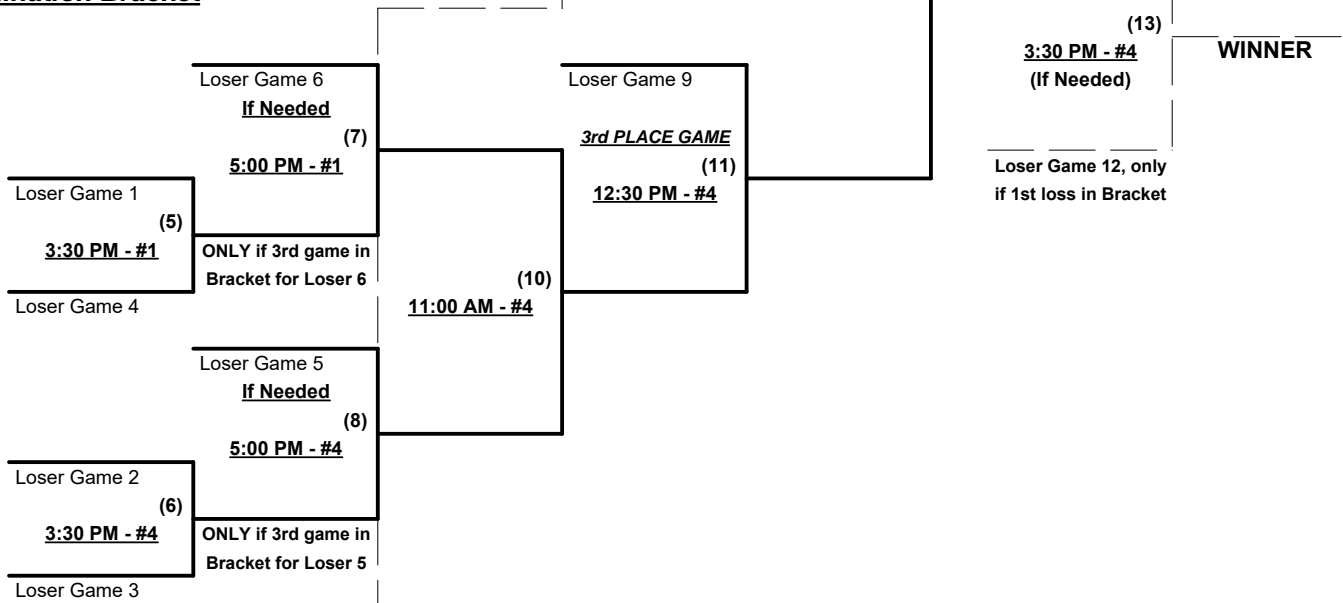 Bracket
(13)
3:30 PM - #4
(If Needed)
WINNER
Loser Game 6
If Needed
(7)
5:00 PM - #1
Loser Game 9
3rd PLACE GAME
(11)
12:30 PM - #4
Loser Game 12, only
if 1st loss in Bracket
Loser Game 1
(5)
3:30 PM - #1
Loser Game 4
ONLY if 3rd game in
Bracket for Loser 6
(10)
11:00 AM - #4
Loser Game 5
If Needed
(8)
5:00 PM - #4
Loser Game 2
(6)
3:30 PM - #4
Loser Game 3
ONLY if 3rd game in
Bracket for Loser 5